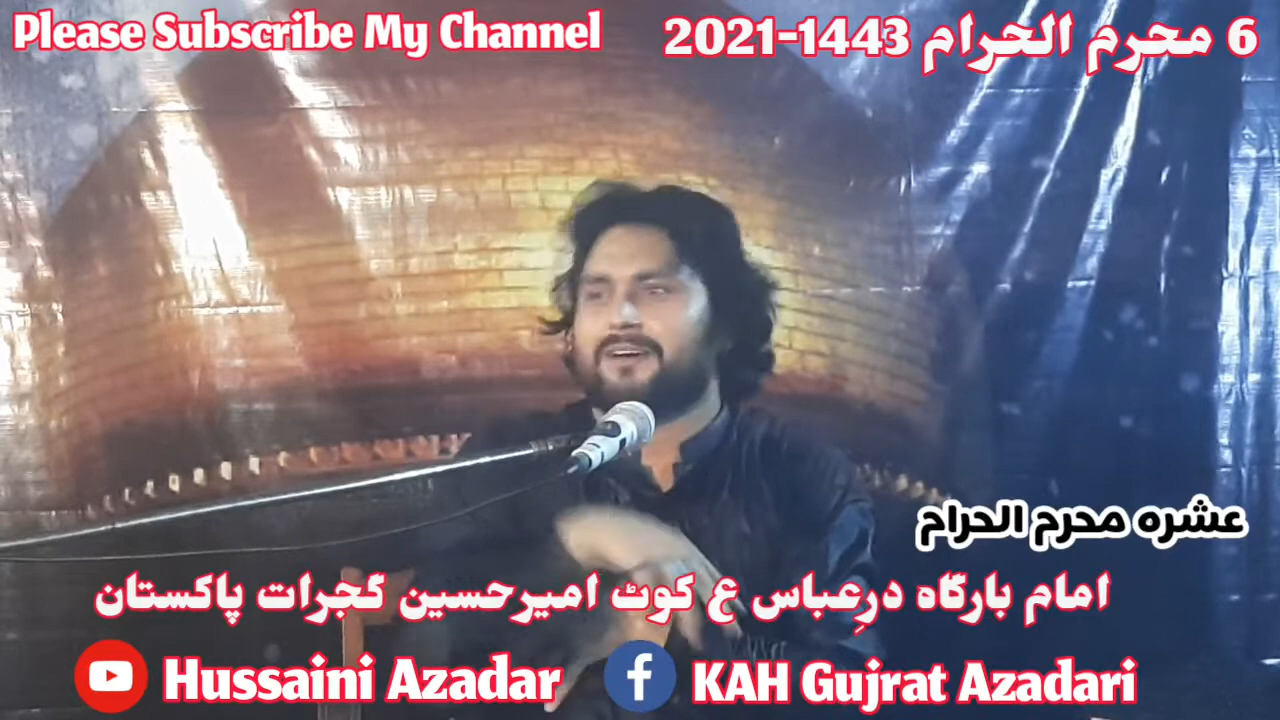 Please Subscribe My Channel
6 محرم الحرام 1443-2021
عشرہ محرم الحرام
امام بارگاہ درِعباس ع کوٹ امیرحسین گجرات پاکستان
Hussaini Azadar
KAH Gujrat Azadari